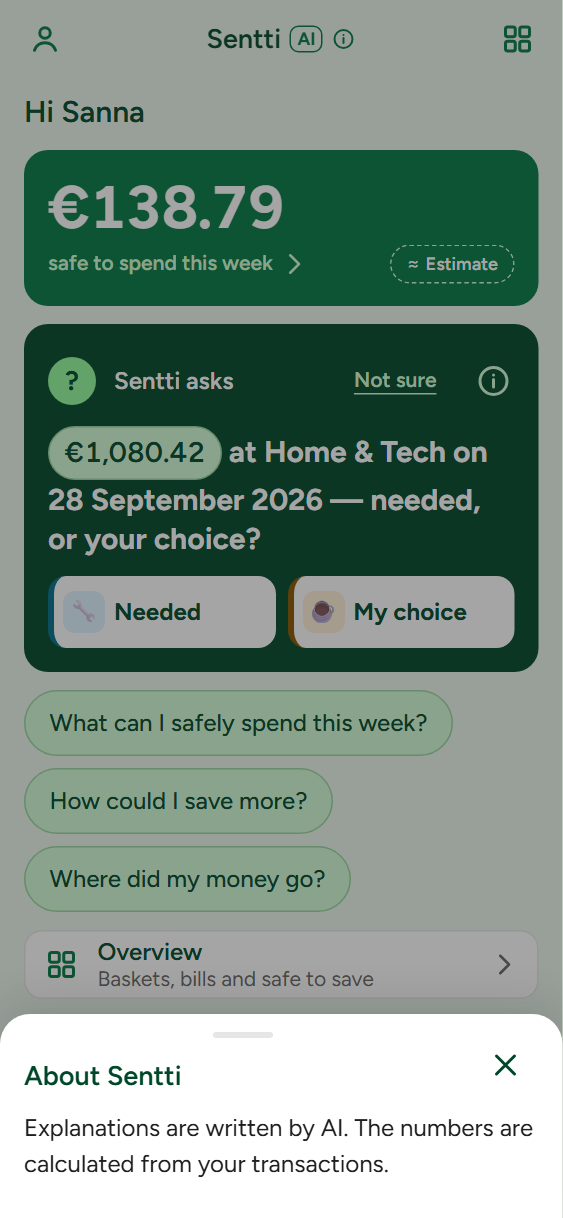 Sentti AI
Hi Sanna
€138.79
safe to spend this week
≈ Estimate
? Sentti asks Not sure
€1,080.42 at Home & Tech on
28 September 2026 — needed,
or your choice?
Needed My choice
What can I safely spend this week?
How could I save more?
Where did my money go?
Overview
Baskets, bills and safe to save
About Sentti
Explanations are written by AI. The numbers are
calculated from your transactions.